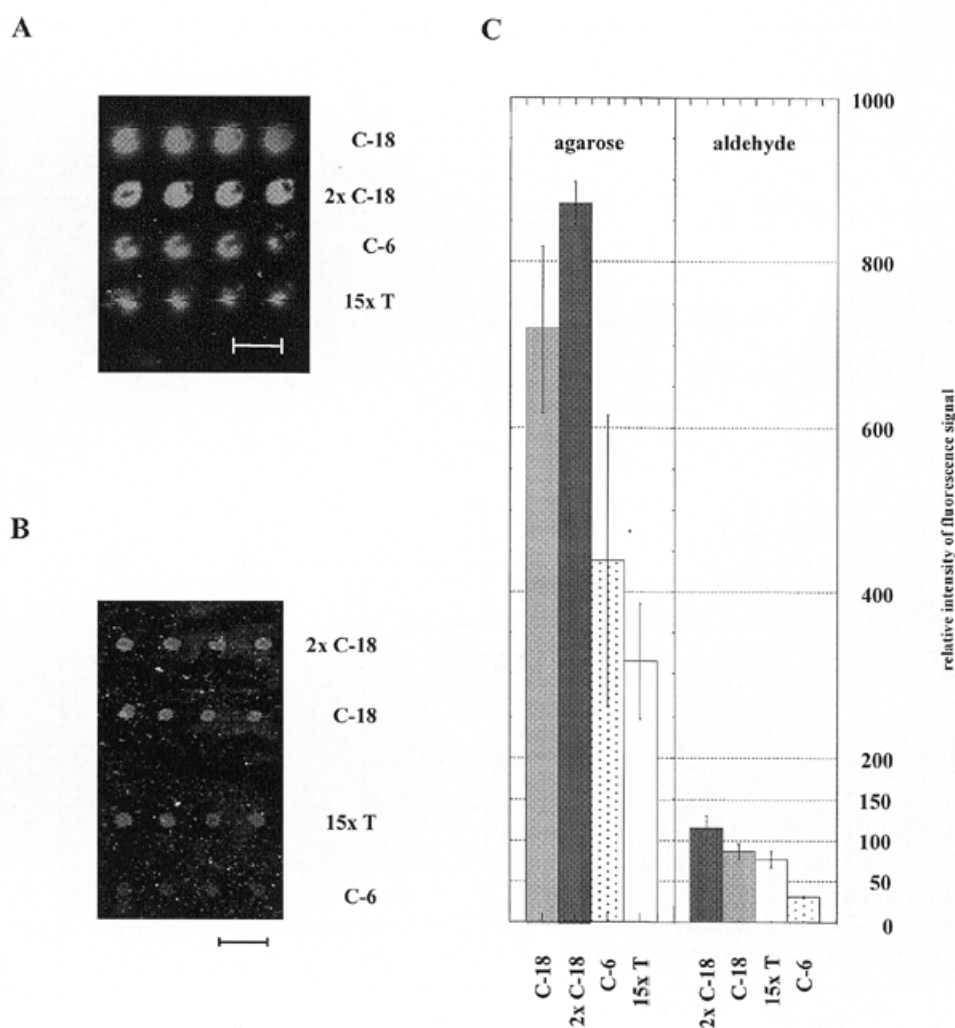 A
C-18
2x C-18
C-6
15x T
B
2x C-18
C-18
15x T
C-6
C
agarose
aldehyde
1000
800
600
400
200
150
100
50
0
relative intensity of fluorescence signal
C-18
2x C-18
C-6
15x T
2x C-18
C-18
15x T
C-6